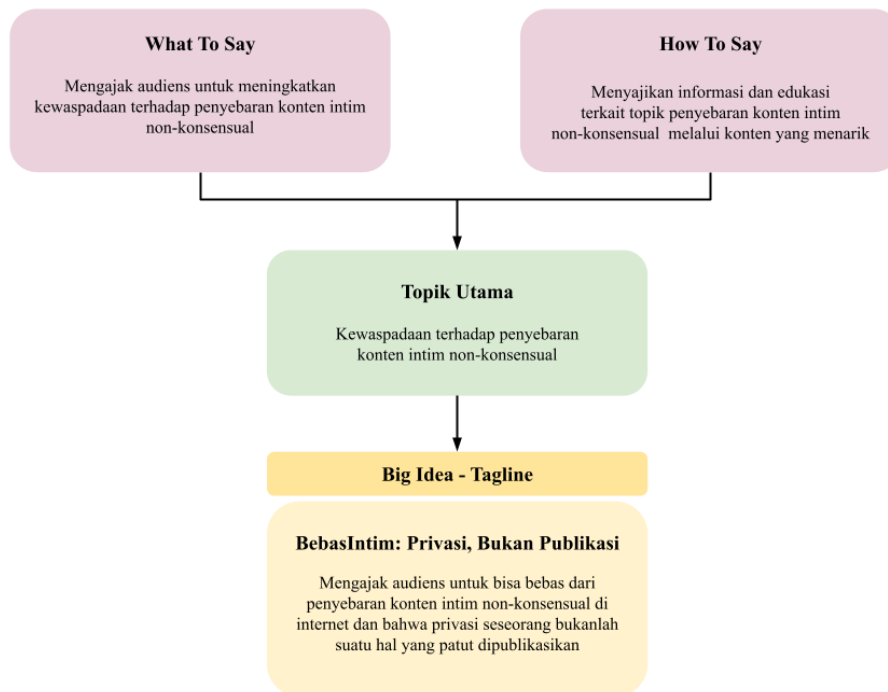 What To Say
Mengajak audiens untuk meningkatkan
kewaspadaan terhadap penyebaran konten intim
non-konsensual
How To Say
Menyajikan informasi dan edukasi
terkait topik penyebaran konten intim
non-konsensual melalui konten yang menarik
Topik Utama
Kewaspadaan terhadap penyebaran
konten intim non-konsensual
Big Idea - Tagline
BebasIntim: Privasi, Bukan Publikasi
Mengajak audiens untuk bisa bebas dari
penyebaran konten intim non-konsensual di
internet dan bahwa privasi seseorang bukanlah
suatu hal yang patut dipublikasikan